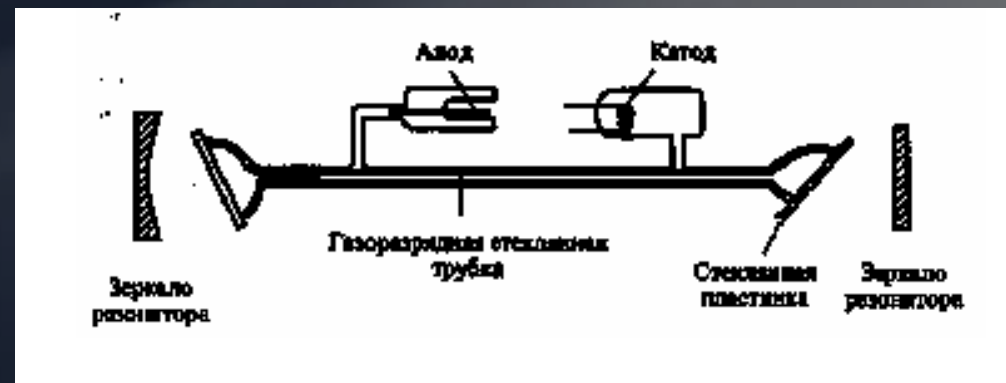 Анод
Катод
Газоразрядная стеклянная
трубка
Зеркало
резонатора
Стеклянная
пластинка
Зеркало
резонатора